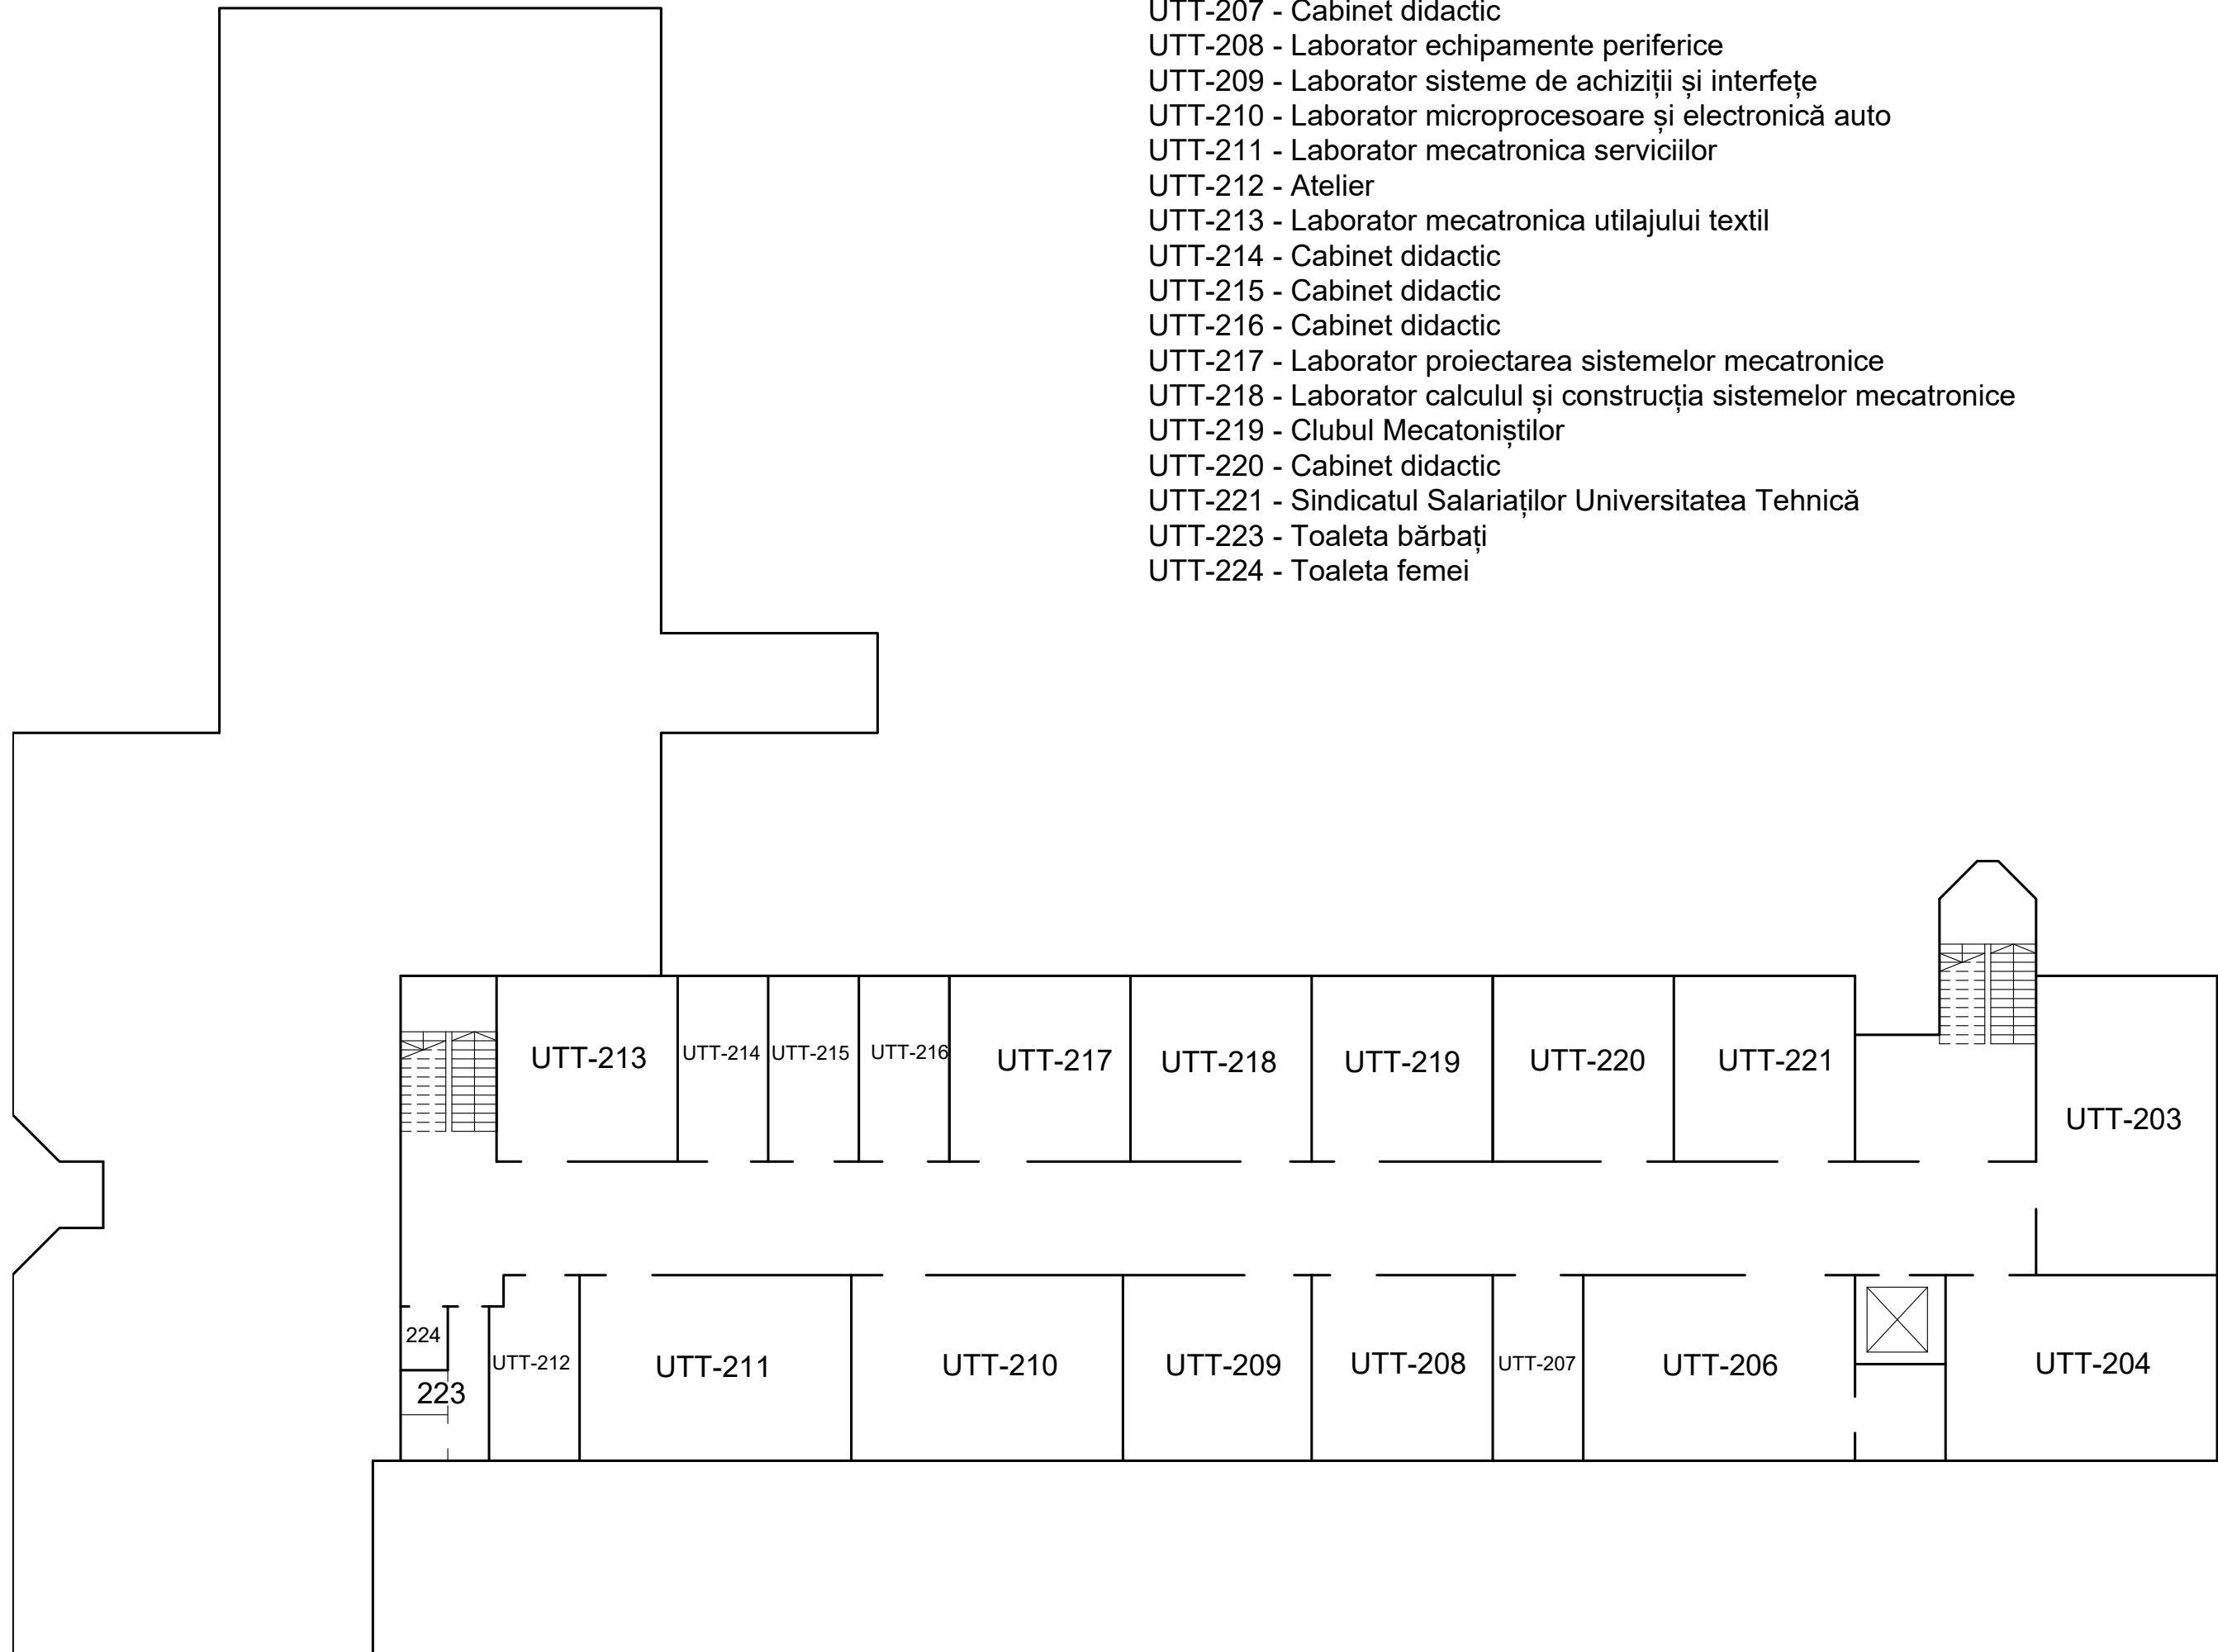 UTT-207 - Cabinet didactic
UTT-208 - Laborator echipamente periferice
UTT-209 - Laborator sisteme de achiziții și interfețe
UTT-210 - Laborator microprocesoare și electronică auto
UTT-211 - Laborator mecatronica serviciilor
UTT-212 - Atelier
UTT-213 - Laborator mecatronica utilajului textil
UTT-214 - Cabinet didactic
UTT-215 - Cabinet didactic
UTT-216 - Cabinet didactic
UTT-217 - Laborator proiectarea sistemelor mecatronice
UTT-218 - Laborator calculul și construcția sistemelor mecatronice
UTT-219 - Clubul Mecatoniștilor
UTT-220 - Cabinet didactic
UTT-221 - Sindicatul Salariaților Universitatea Tehnică
UTT-223 - Toaleta bărbați
UTT-224 - Toaleta femei
UTT-213
UTT-214
UTT-215
UTT-216
UTT-217
UTT-218
UTT-219
UTT-220
UTT-221
UTT-203
224
223
UTT-212
UTT-211
UTT-210
UTT-209
UTT-208
UTT-207
UTT-206
UTT-204